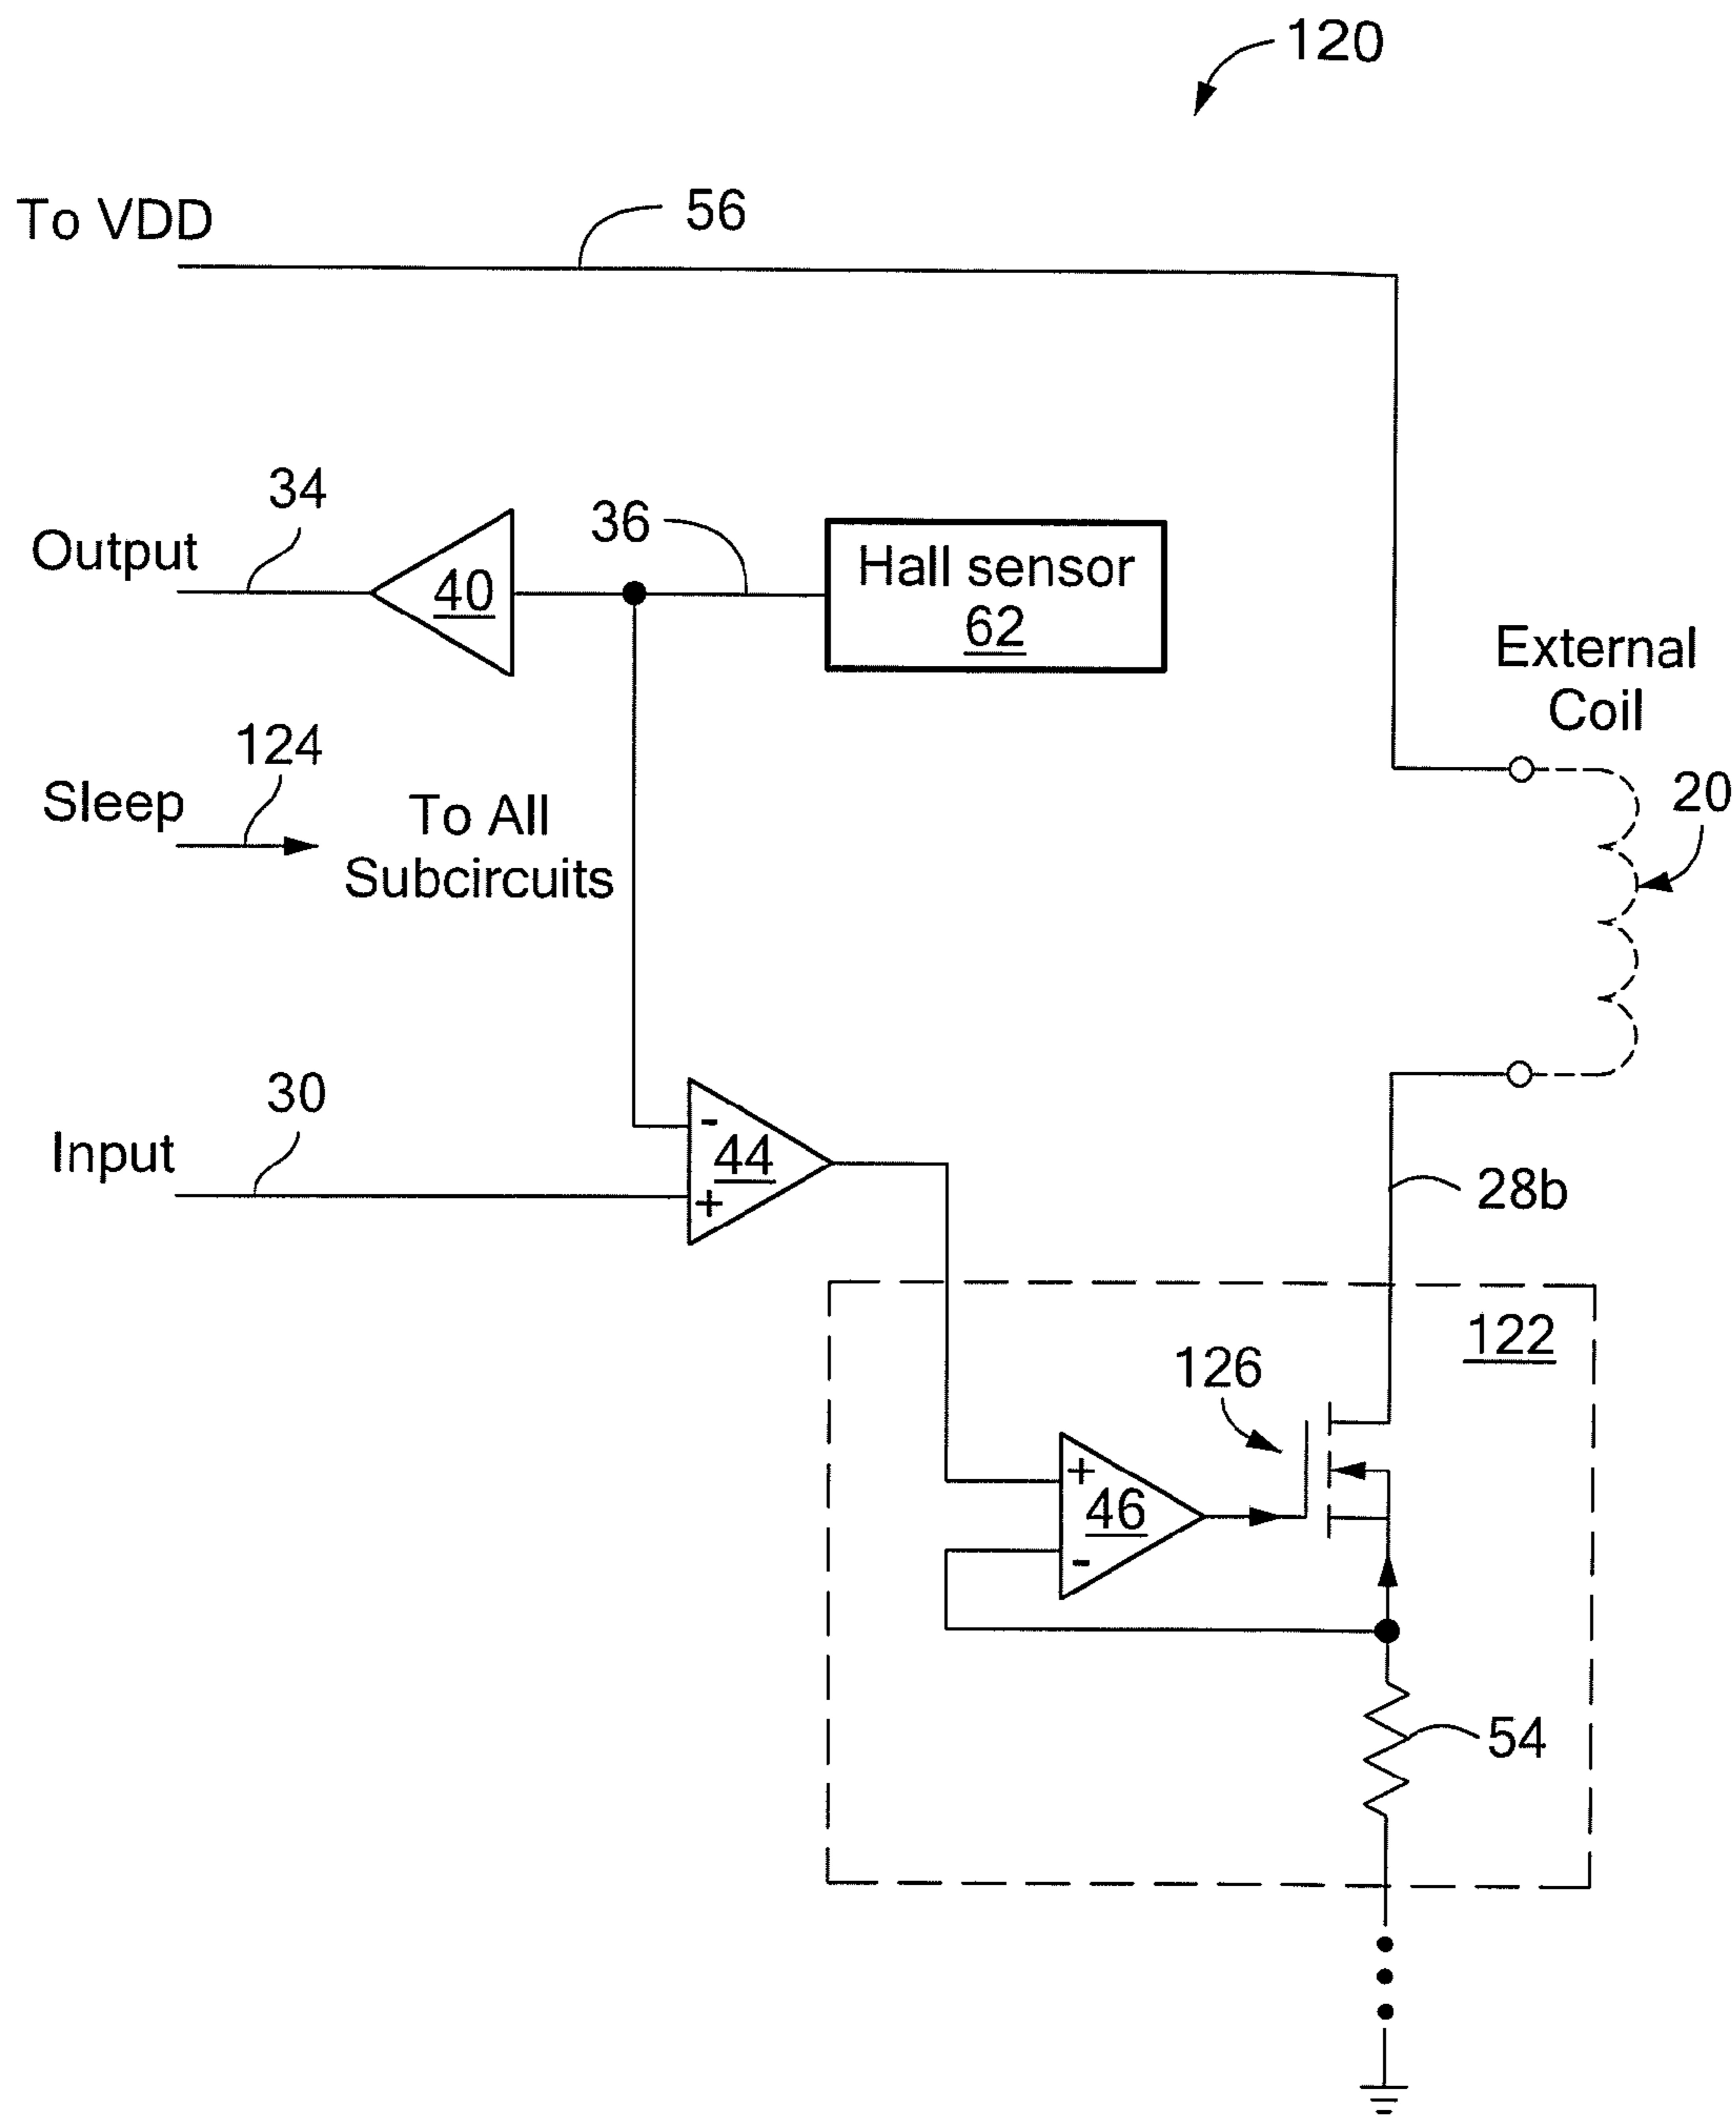 120
To VDD
56
34
Output
40
36
Hall sensor
62
External
Coil
124
Sleep
To All
Subcircuits
20
30
Input
-
44
+
28b
122
126
+
46
-
54